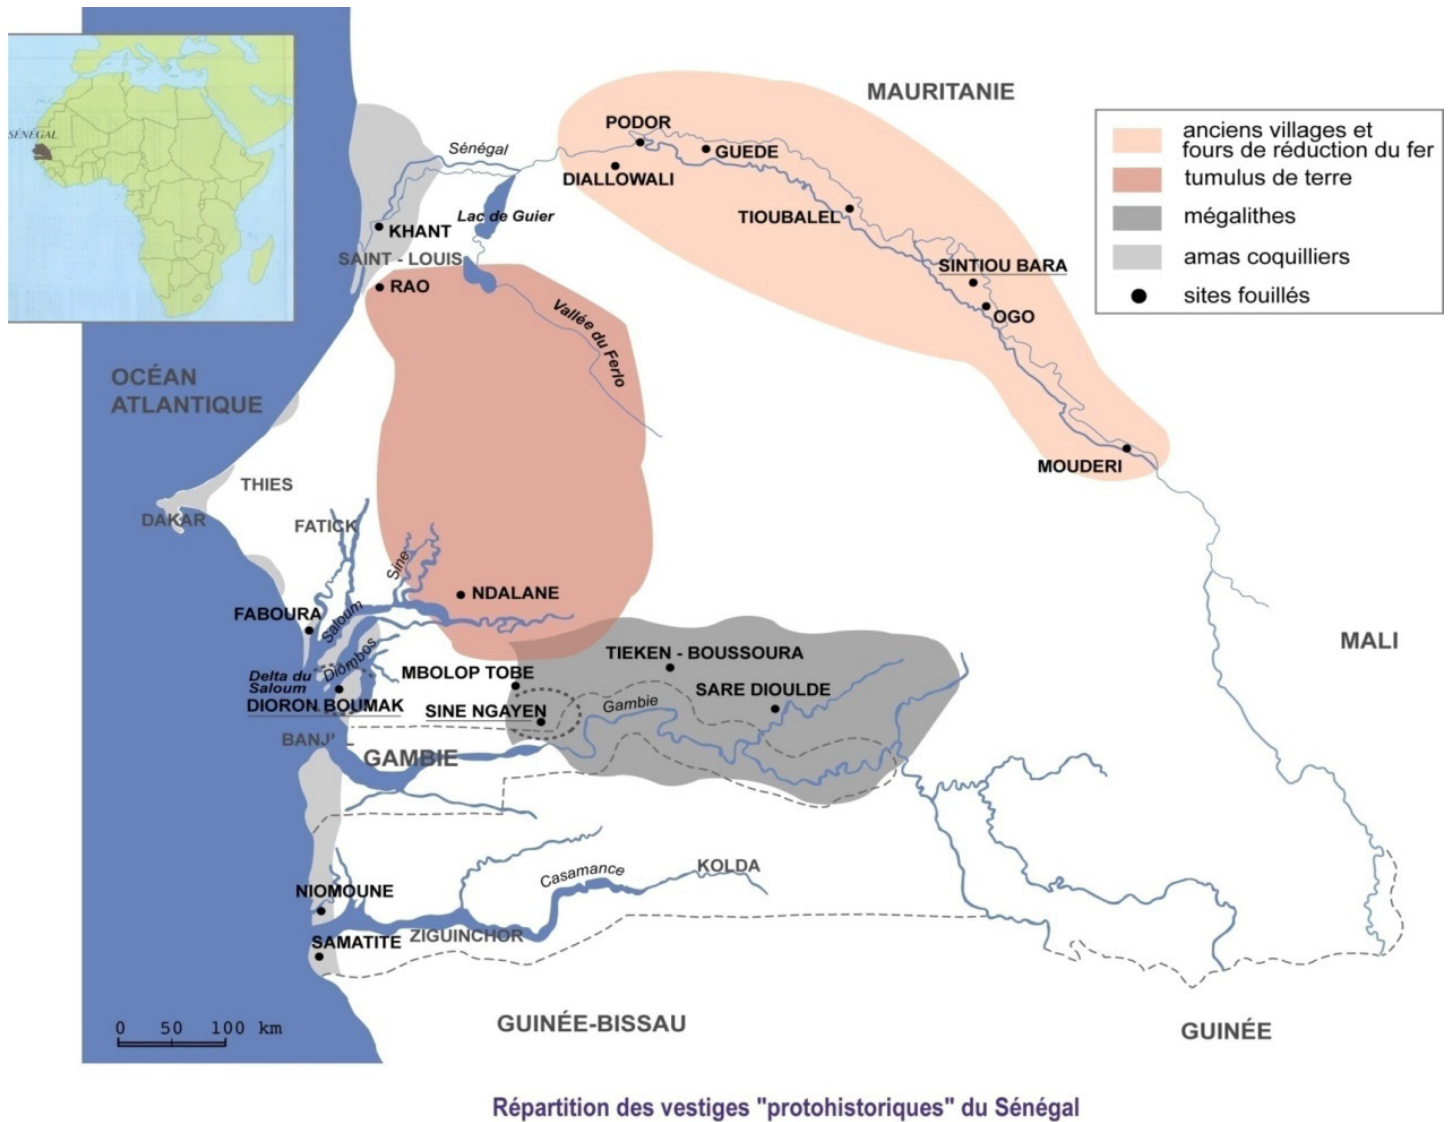 SÉNÉGAL
MAURITANIE
anciens villages et
fours de réduction du fer
tumulus de terre
mégalithes
amas coquilliers
sites fouillés
PODOR
Sénégal
GUEDE
DIALLOWALI
TIOUBALEL
Lac de Guier
KHANT
SAINT - LOUIS
SINTIOU BARA
RAO
OGO
Vallée du Ferlo
OCÉAN
ATLANTIQUE
MOUDERI
THIES
DAKAR
FATICK
Sine
NDALANE
FABOURA
Saloum
MALI
Diômbos
TIEKEN - BOUSSOURA
MBOLOP TOBE
Delta du
Saloum
SARE DIOULDE
DIORON BOUMAK
SINE NGAYEN
Gambie
BANJ
GAMBIE
KOLDA
Casamance
NIOMOUNE
ZIGUINCHOR
SAMATITE
GUINÉE-BISSAU
GUINÉE
0 50 100 km
Répartition des vestiges "protohistoriques" du Sénégal